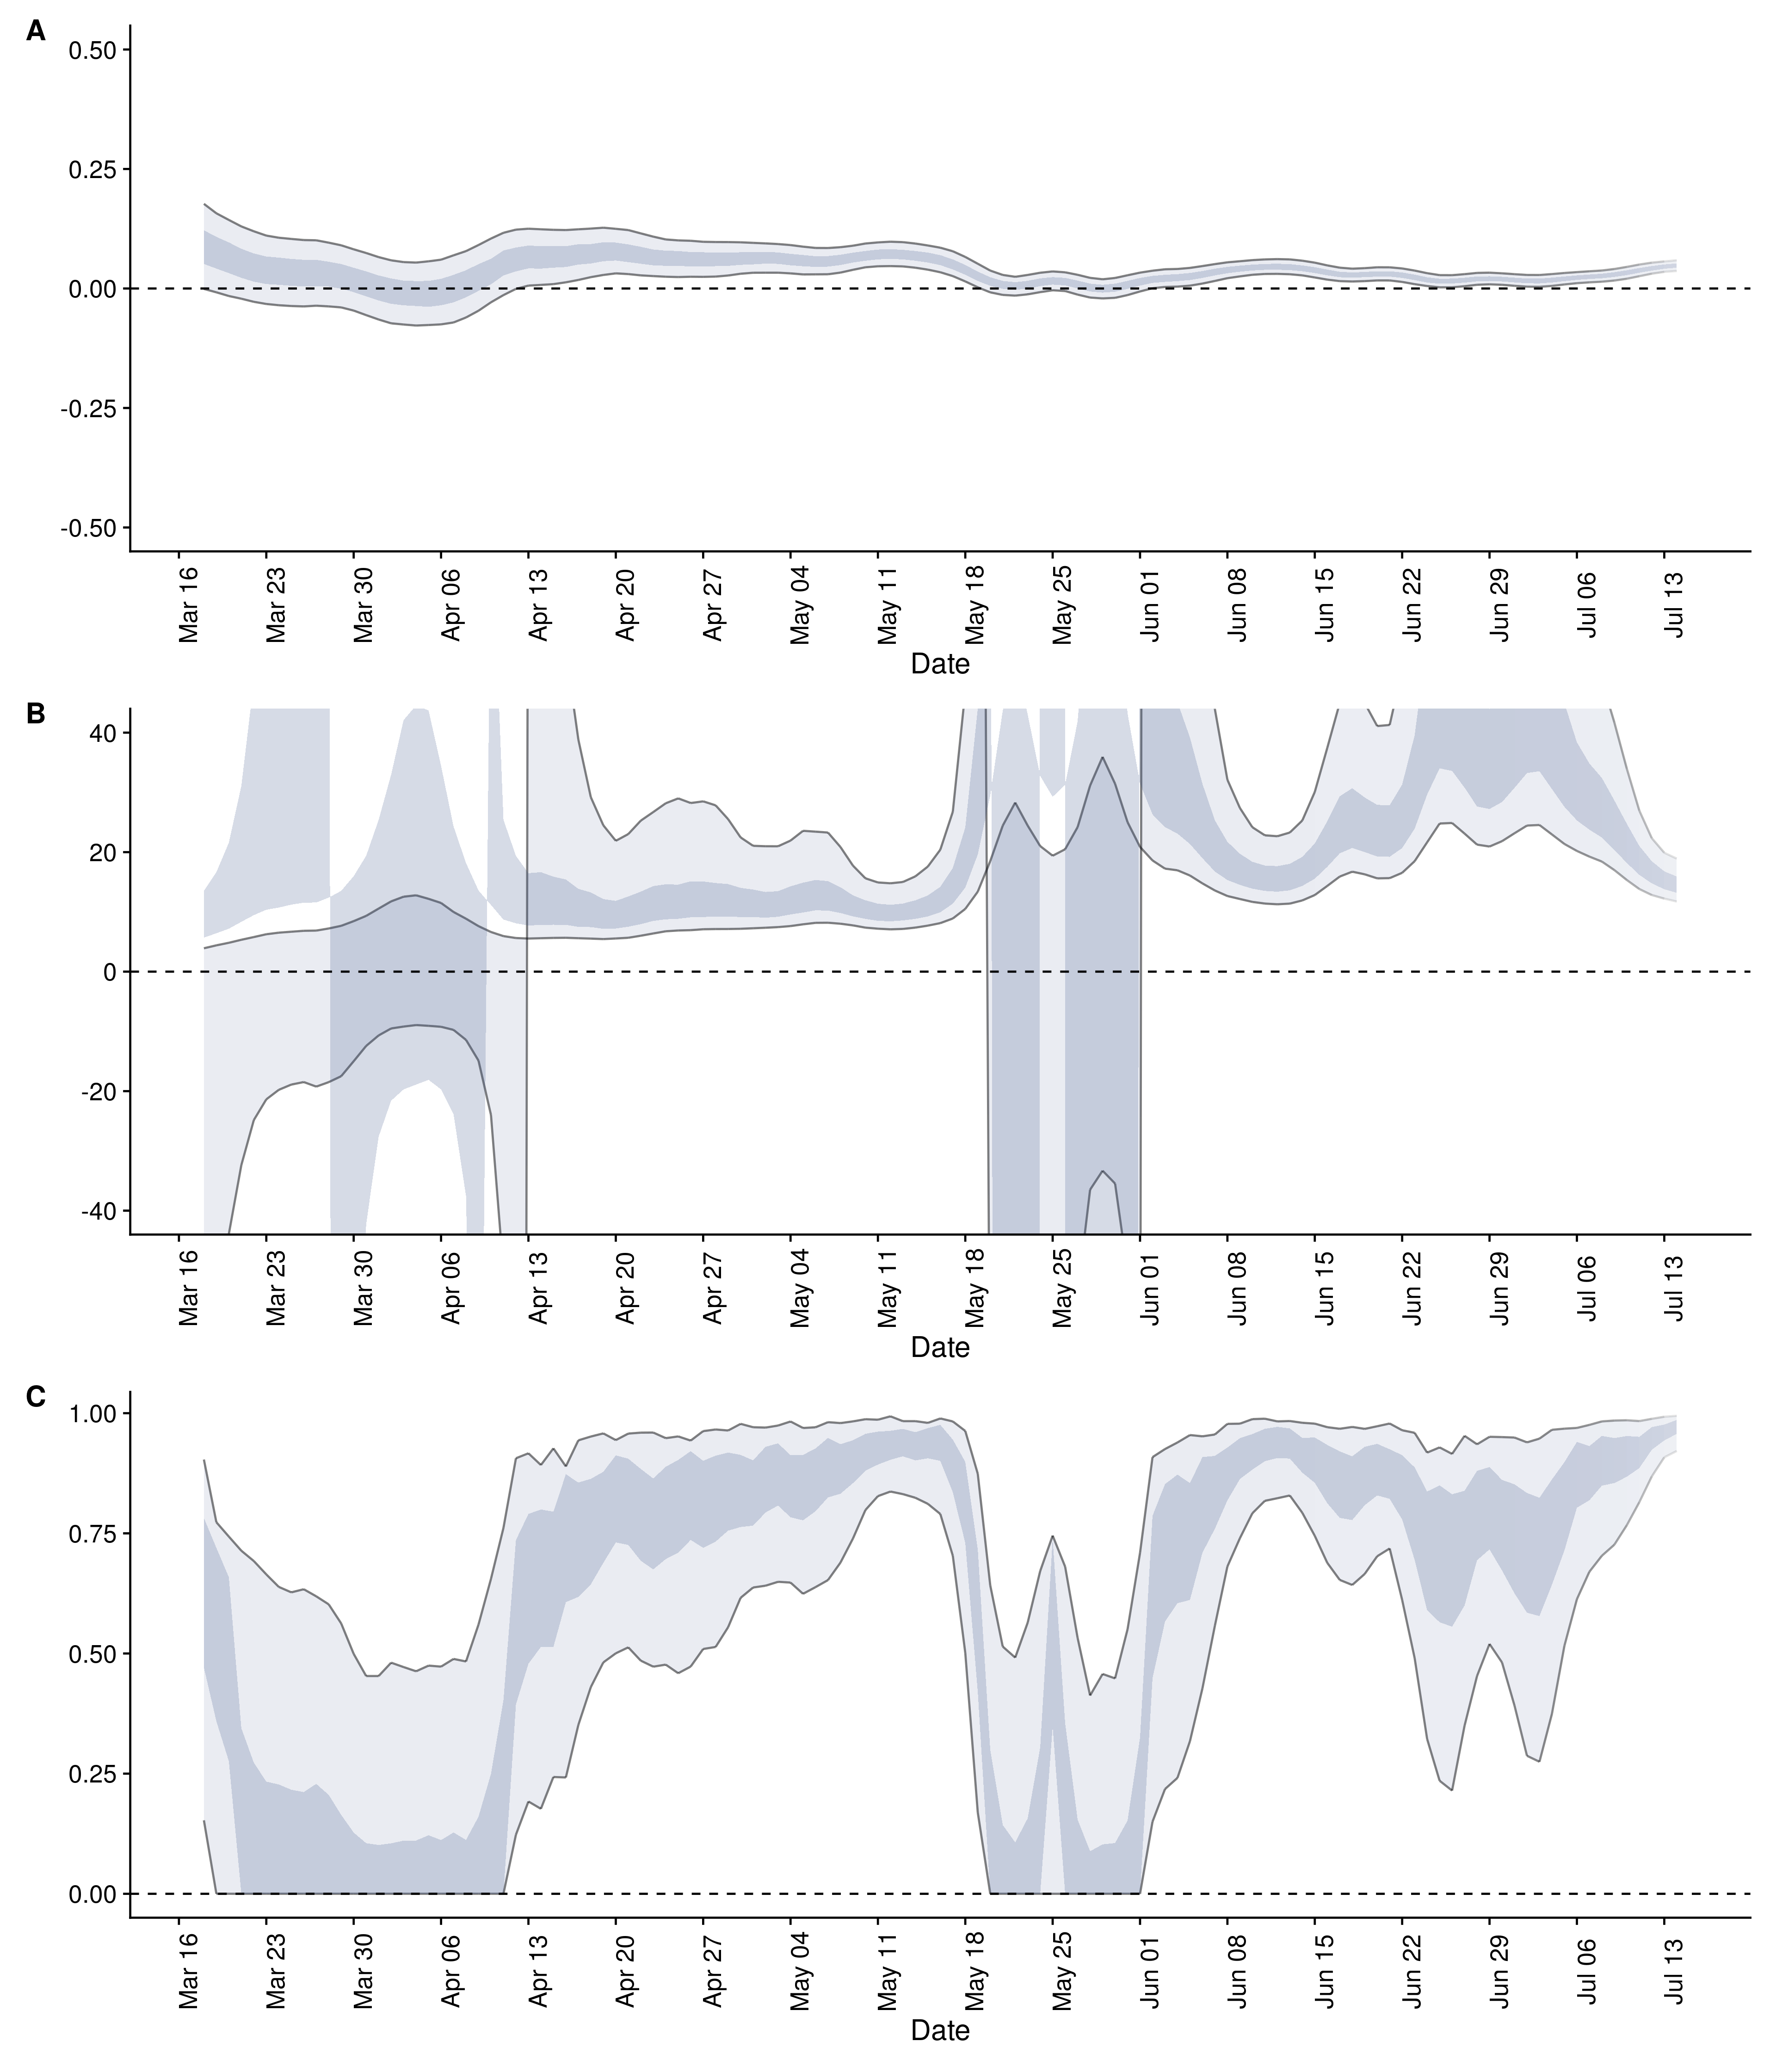 A
0.50
0.25
0.00
-0.25
-0.50
Mar 16
Mar 23
Mar 30
Apr 06
Apr 13
Apr 20
Apr 27
May 04
May 11
May 18
May 25
Jun 01
Jun 08
Jun 15
Jun 22
Jun 29
Jul 06
Jul 13
Date
B
40
20
0
-20
-40
Mar 16
Mar 23
Mar 30
Apr 06
Apr 13
Apr 20
Apr 27
May 04
May 11
May 18
May 25
Jun 01
Jun 08
Jun 15
Jun 22
Jun 29
Jul 06
Jul 13
Date
C
1.00
0.75
0.50
0.25
0.00
Mar 16
Mar 23
Mar 30
Apr 06
Apr 13
Apr 20
Apr 27
May 04
May 11
May 18
May 25
Jun 01
Jun 08
Jun 15
Jun 22
Jun 29
Jul 06
Jul 13
Date